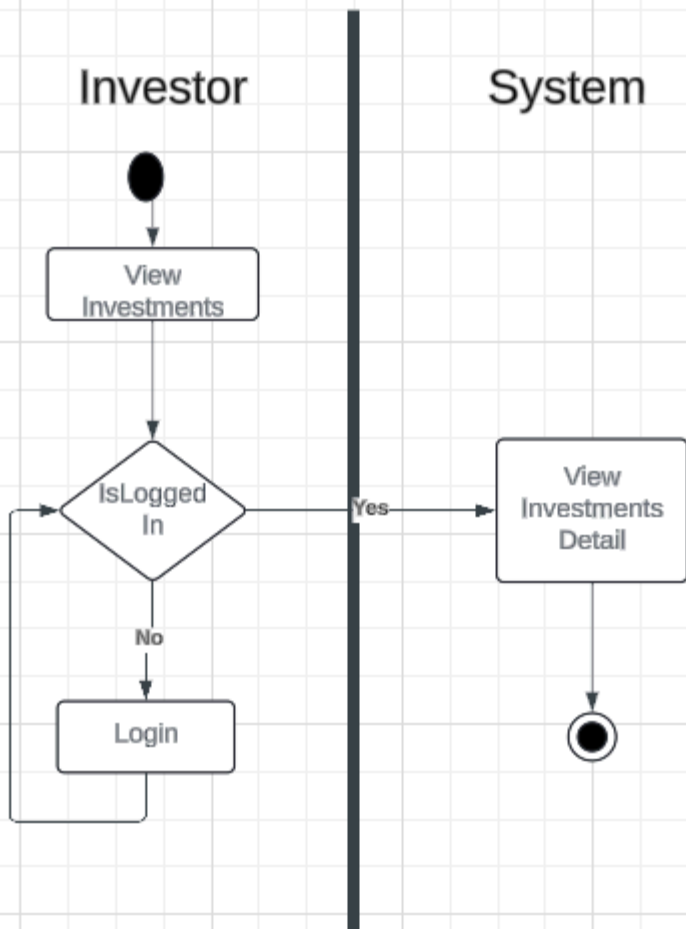 Investor
System
View
Investments
IsLogged
In
Yes
View
Investments
Detail
No
Login